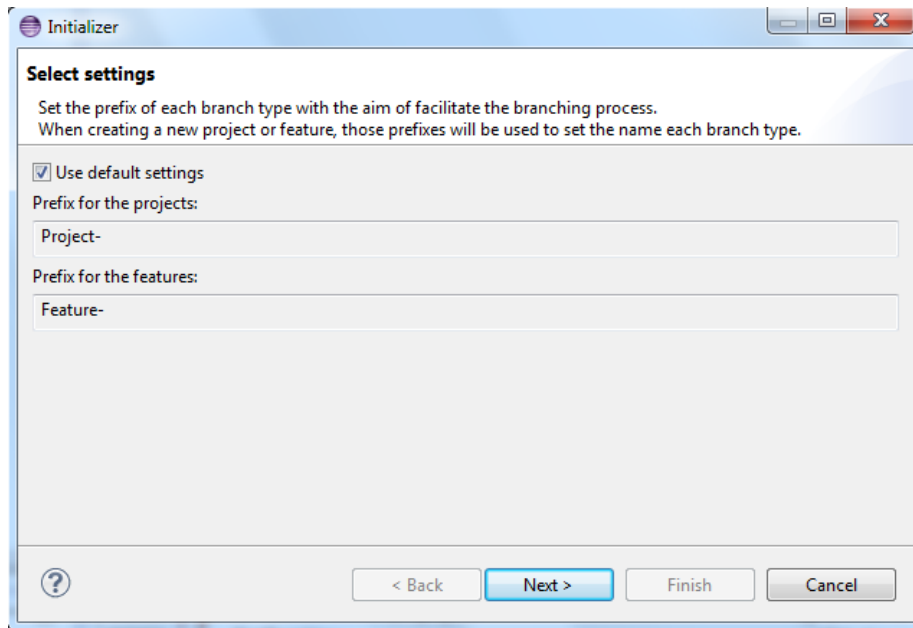 Initializer
Select settings
Set the prefix of each branch type with the aim of facilitate the branching process.
When creating a new project or feature, those prefixes will be used to set the name each branch type.
Use default settings
Prefix for the projects:
Project-
Prefix for the features:
Feature-
?
< Back Next > Finish Cancel